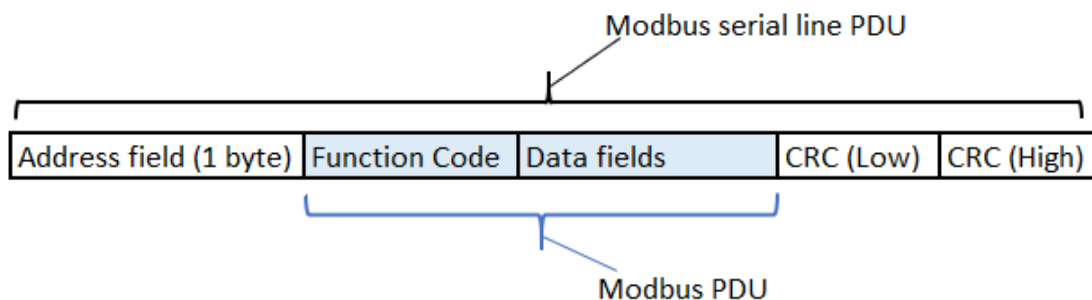 Modbus serial line PDU
Address field (1 byte) Function Code Data fields CRC (Low) CRC (High)
Modbus PDU